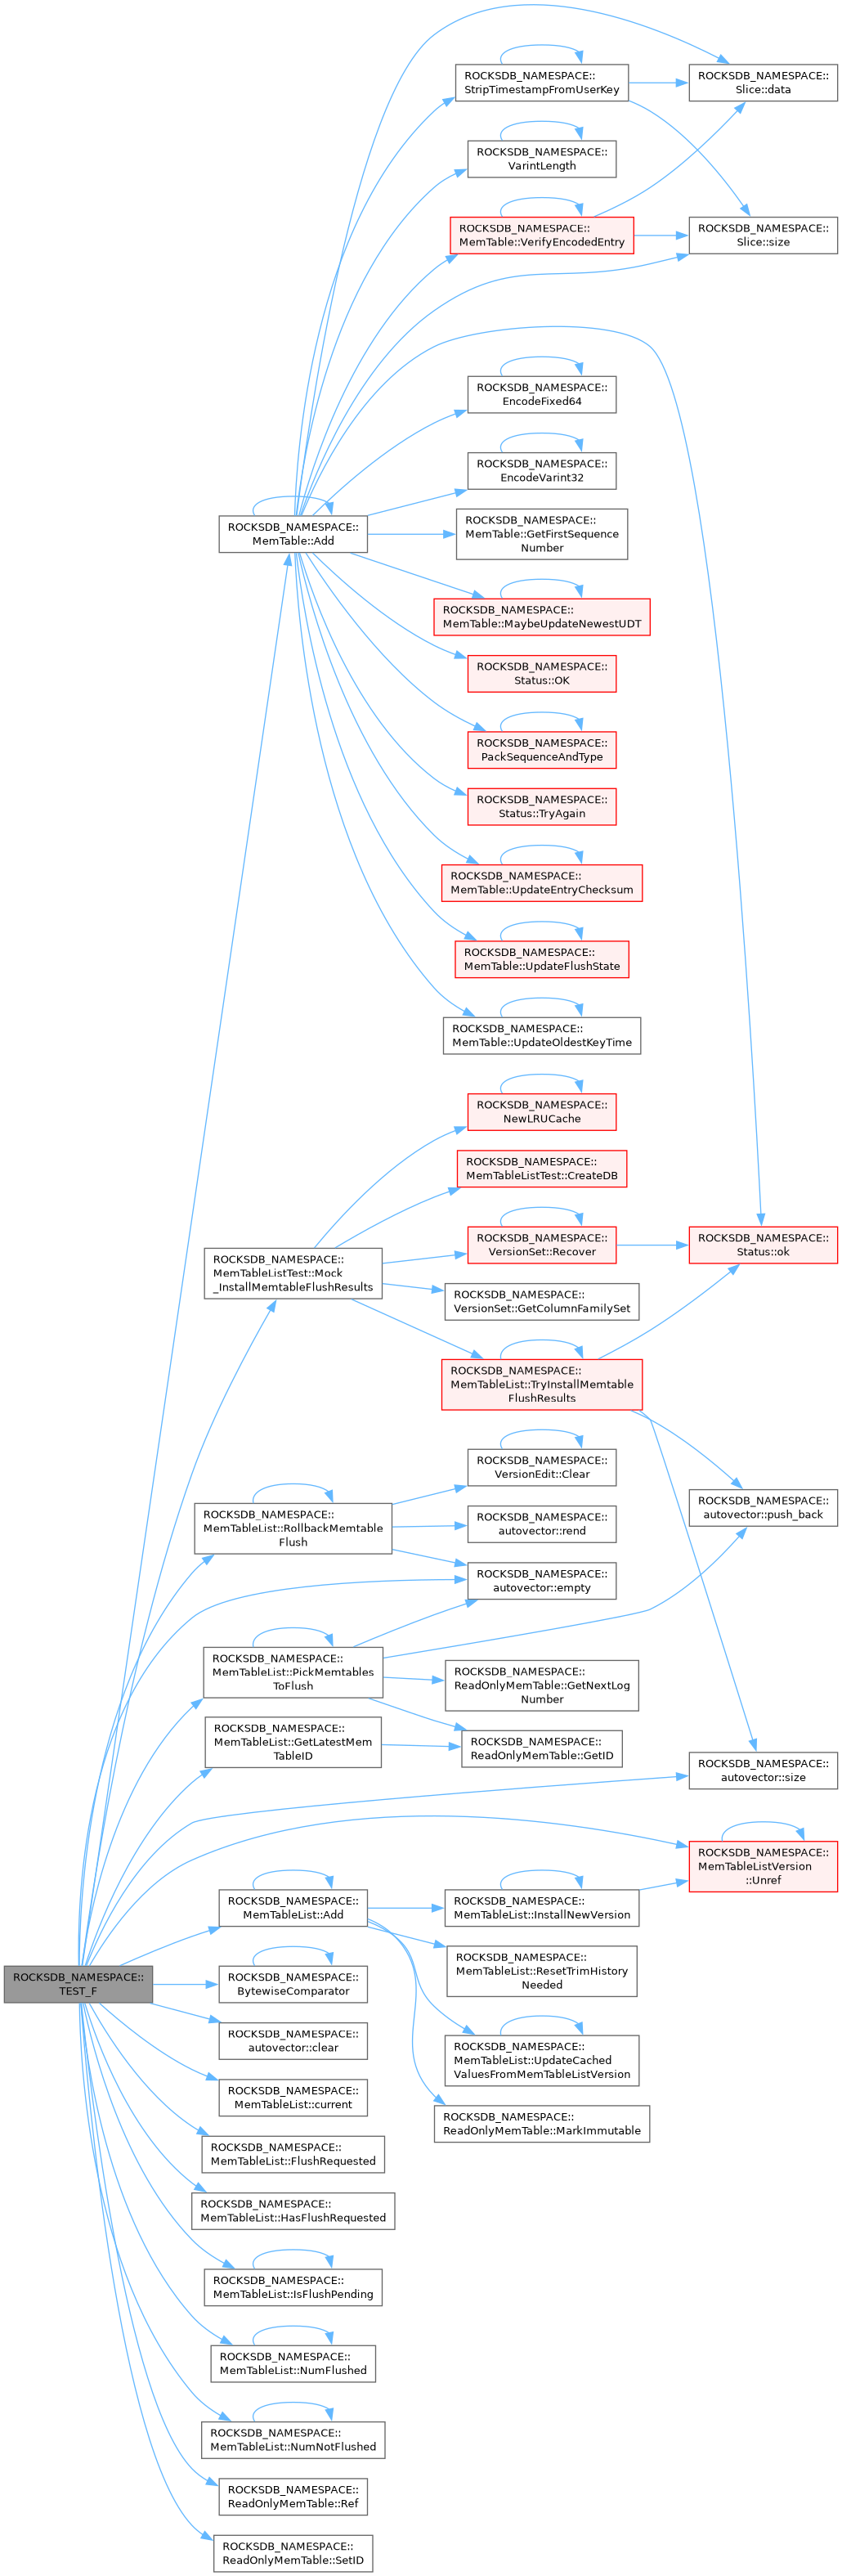 ROCKSDB_NAMESPACE::
StripTimestampFromUserKey
ROCKSDB_NAMESPACE::
Slice::data
ROCKSDB_NAMESPACE::
VarintLength
ROCKSDB_NAMESPACE::
MemTable::VerifyEncodedEntry
ROCKSDB_NAMESPACE::
Slice::size
ROCKSDB_NAMESPACE::
EncodeFixed64
ROCKSDB_NAMESPACE::
EncodeVarint32
ROCKSDB_NAMESPACE::
MemTable::Add
ROCKSDB_NAMESPACE::
MemTable::GetFirstSequence
Number
ROCKSDB_NAMESPACE::
MemTable::MaybeUpdateNewestUDT
ROCKSDB_NAMESPACE::
Status::OK
ROCKSDB_NAMESPACE::
PackSequenceAndType
ROCKSDB_NAMESPACE::
Status::TryAgain
ROCKSDB_NAMESPACE::
MemTable::UpdateEntryChecksum
ROCKSDB_NAMESPACE::
MemTable::UpdateFlushState
ROCKSDB_NAMESPACE::
MemTable::UpdateOldestKeyTime
ROCKSDB_NAMESPACE::
NewLRUCache
ROCKSDB_NAMESPACE::
MemTableListTest::CreateDB
ROCKSDB_NAMESPACE::
MemTableListTest::Mock
_InstallMemtableFlushResults
ROCKSDB_NAMESPACE::
VersionSet::Recover
ROCKSDB_NAMESPACE::
Status::ok
ROCKSDB_NAMESPACE::
VersionSet::GetColumnFamilySet
ROCKSDB_NAMESPACE::
MemTableList::TryInstallMemtable
FlushResults
ROCKSDB_NAMESPACE::
VersionEdit::Clear
ROCKSDB_NAMESPACE::
autovector::push_back
ROCKSDB_NAMESPACE::
MemTableList::RollbackMemtable
Flush
ROCKSDB_NAMESPACE::
autovector::rend
ROCKSDB_NAMESPACE::
autovector::empty
ROCKSDB_NAMESPACE::
MemTableList::PickMemtables
ToFlush
ROCKSDB_NAMESPACE::
ReadOnlyMemTable::GetNextLog
Number
ROCKSDB_NAMESPACE::
MemTableList::GetLatestMem
TableID
ROCKSDB_NAMESPACE::
ReadOnlyMemTable::GetID
ROCKSDB_NAMESPACE::
autovector::size
ROCKSDB_NAMESPACE::
MemTableListVersion
::Unref
ROCKSDB_NAMESPACE::
MemTableList::Add
ROCKSDB_NAMESPACE::
MemTableList::InstallNewVersion
ROCKSDB_NAMESPACE::
MemTableList::ResetTrimHistory
Needed
ROCKSDB_NAMESPACE::
TEST_F
ROCKSDB_NAMESPACE::
BytewiseComparator
ROCKSDB_NAMESPACE::
autovector::clear
ROCKSDB_NAMESPACE::
MemTableList::UpdateCached
ValuesFromMemTableListVersion
ROCKSDB_NAMESPACE::
MemTableList::current
ROCKSDB_NAMESPACE::
ReadOnlyMemTable::MarkImmutable
ROCKSDB_NAMESPACE::
MemTableList::FlushRequested
ROCKSDB_NAMESPACE::
MemTableList::HasFlushRequested
ROCKSDB_NAMESPACE::
MemTableList::IsFlushPending
ROCKSDB_NAMESPACE::
MemTableList::NumFlushed
ROCKSDB_NAMESPACE::
MemTableList::NumNotFlushed
ROCKSDB_NAMESPACE::
ReadOnlyMemTable::Ref
ROCKSDB_NAMESPACE::
ReadOnlyMemTable::SetID